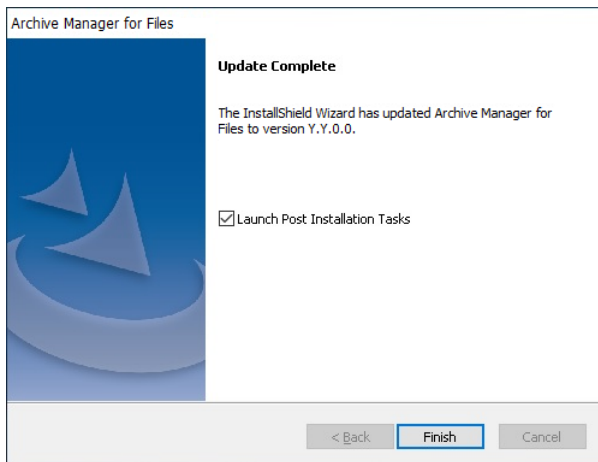 Archive Manager for Files
Update Complete
The InstallShield Wizard has updated Archive Manager for
Files to version Y.Y.0.0.
Launch Post Installation Tasks
< Back
Finish
Cancel